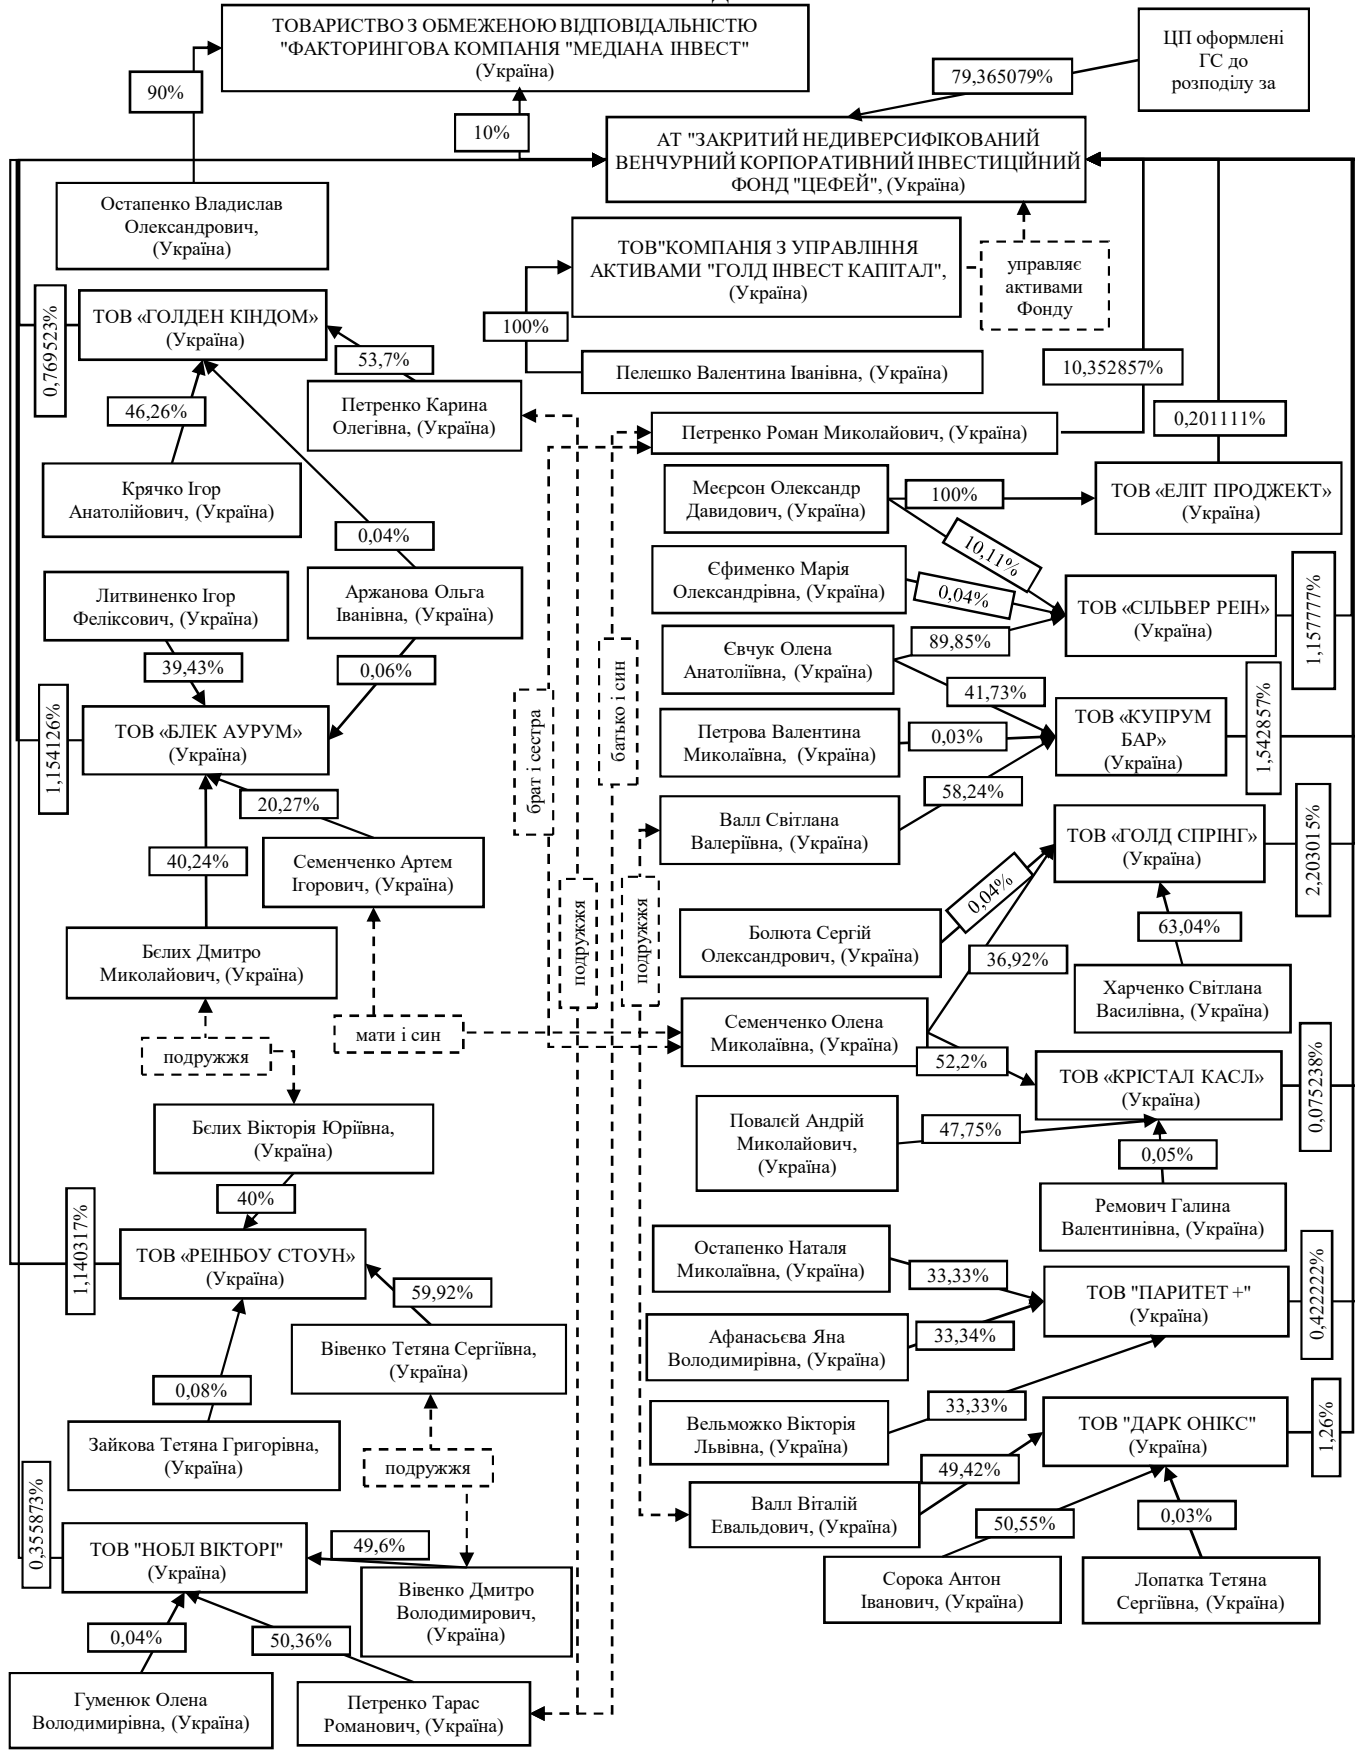 ТОВАРИСТВО З ОБМЕЖЕНОЮ ВІДПОВІДАЛЬНІСТЮ
"ФАКТОРИНГОВА КОМПАНІЯ "МЕДІАНА ІНВЕСТ"
(Україна)
ЦП оформлені
ГС до
розподілу за
79,365079%
90%
10%
АТ "ЗАКРИТИЙ НЕДИВЕРСИФІКОВАНИЙ
ВЕНЧУРНИЙ КОРПОРАТИВНИЙ ІНВЕСТИЦІЙНИЙ
ФОНД "ЦЕФЕЙ", (Україна)
Остапенко Владислав
Олександрович,
(Україна)
ТОВ"КОМПАНІЯ З УПРАВЛІННЯ
АКТИВАМИ "ГОЛД ІНВЕСТ КАПІТАЛ",
(Україна)
управляє
активами
Фонду
0,769523%
ТОВ «ГОЛДЕН КІНДОМ»
(Україна)
100%
53,7%
Пелешко Валентина Іванівна, (Україна)
10,352857%
46,26%
Петренко Карина
Олегівна, (Україна)
Петренко Роман Миколайович, (Україна)
0,201111%
Крячко Ігор
Анатолійович, (Україна)
Меєрсон Олександр
Давидович, (Україна)
100%
ТОВ «ЕЛІТ ПРОДЖЕКТ»
(Україна)
0,04%
10,11%
Литвиненко Ігор
Феліксович, (Україна)
Аржанова Ольга
Іванівна, (Україна)
Єфименко Марія
Олександрівна, (Україна)
0,04%
ТОВ «СІЛЬВЕР РЕІН»
(Україна)
1,157777%
39,43%
0,06%
Євчук Олена
Анатоліївна, (Україна)
89,85%
41,73%
1,154126%
ТОВ «БЛЕК АУРУМ»
(Україна)
брат і сестра
батько і син
Петрова Валентина
Миколаївна, (Україна)
0,03%
ТОВ «КУПРУМ
БАР»
(Україна)
1,542857%
20,27%
58,24%
Валл Світлана
Валеріївна, (Україна)
ТОВ «ГОЛД СПРІНГ»
(Україна)
2,203015%
40,24%
Семенченко Артем
Ігорович, (Україна)
0,04%
подружжя
подружжя
63,04%
Бєлих Дмитро
Миколайович, (Україна)
Болюта Сергій
Олександрович, (Україна)
36,92%
Харченко Світлана
Василівна, (Україна)
мати і син
Семенченко Олена
Миколаївна, (Україна)
подружжя
52,2%
ТОВ «КРІСТАЛ КАСЛ»
(Україна)
0,075238%
Бєлих Вікторія Юріївна,
(Україна)
Повалєй Андрій
Миколайович,
(Україна)
47,75%
0,05%
40%
Ремович Галина
Валентинівна, (Україна)
1,140317%
ТОВ «РЕІНБОУ СТОУН»
(Україна)
Остапенко Наталя
Миколаївна, (Україна)
33,33%
ТОВ "ПАРИТЕТ +"
(Україна)
0,422222%
59,92%
Вівенко Тетяна Сергіївна,
(Україна)
Афанасьєва Яна
Володимирівна, (Україна)
33,34%
0,08%
33,33%
Зайкова Тетяна Григорівна,
(Україна)
Вельможко Вікторія
Львівна, (Україна)
ТОВ "ДАРК ОНІКС"
(Україна)
1,26%
подружжя
49,42%
0,355873%
ТОВ "НОБЛ ВІКТОРІ"
(Україна)
49,6%
Валл Віталій
Евальдович, (Україна)
50,55%
0,03%
Вівенко Дмитро
Володимирович,
(Україна)
Сорока Антон
Іванович, (Україна)
Лопатка Тетяна
Сергіївна, (Україна)
0,04%
50,36%
Гуменюк Олена
Володимирівна, (Україна)
Петренко Тарас
Романович, (Україна)